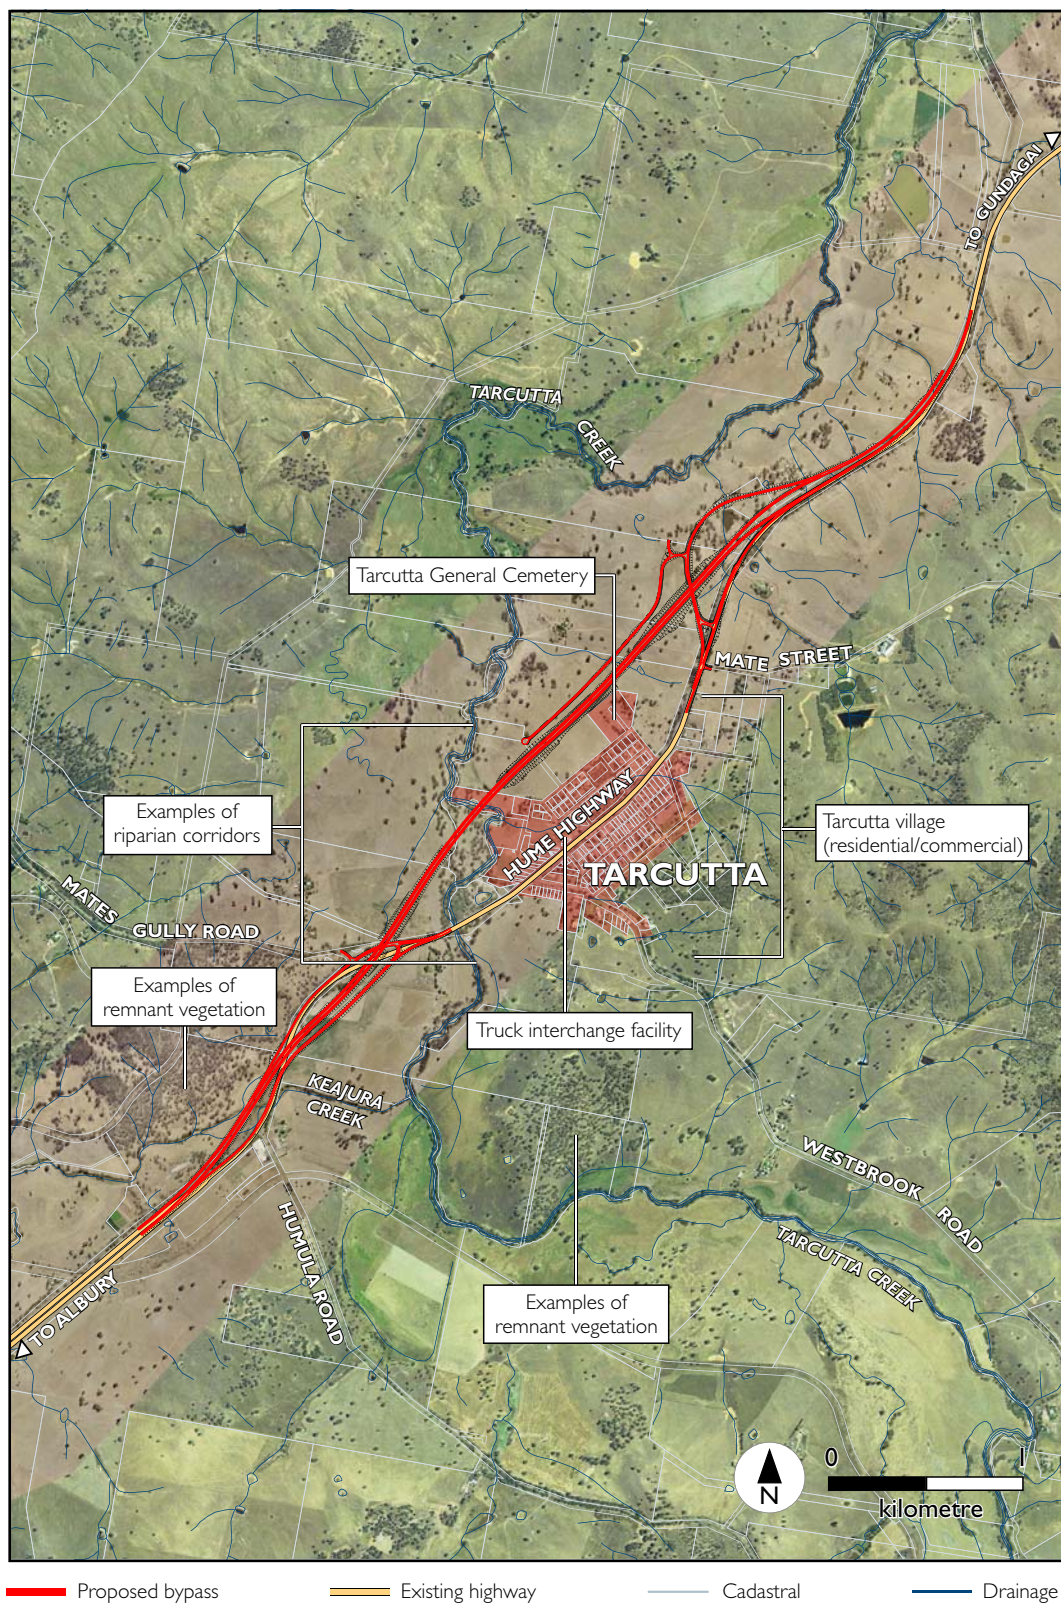 TO GUNDAGAI
TARCUTTA
CREEK
Tarcutta General Cemetery
MATE STREET
Examples of
riparian corridors
HUME HIGHWAY
Tarcutta village
(residential/commercial)
TARCUTTA
MATES
GULLY ROAD
Examples of
remnant vegetation
Truck interchange facility
KEAJURA
CREEK
WESTBROOK
ROAD
HUMULA ROAD
TARCUTTA CREEK
TO ALBURY
Examples of
remnant vegetation
N
0 1
kilometre
Proposed bypass
Existing highway
Cadastral
Drainage